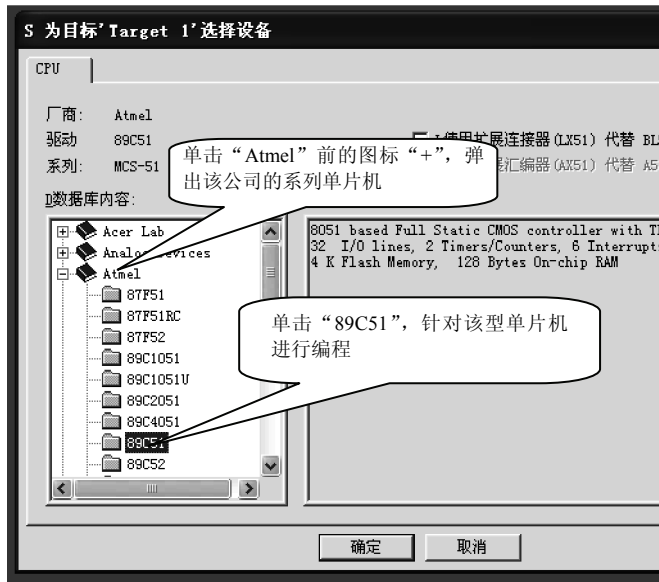 S 为目标'Target 1'选择设备
CPU
厂商: Atmel
驱动 89C51
系列: MCS-51
使用扩展连接器(LX51) 代替 BL
汇编器(AX51) 代替 A5
单击“Atmel”前的图标“+”，弹
出该公司的系列单片机
D数据库内容:
Acer Lab
Analog Devices
Atmel
87F51
87F51RC
87F52
89C1051
89C1051U
89C2051
89C4051
89C51
89C52
8051 based Full Static CMOS controller with
32 I/O lines, 2 Timers/Counters, 6 Interrupts
4 K Flash Memory, 128 Bytes On-chip RAM
单击“89C51”，针对该型单片机
进行编程
确定 取消